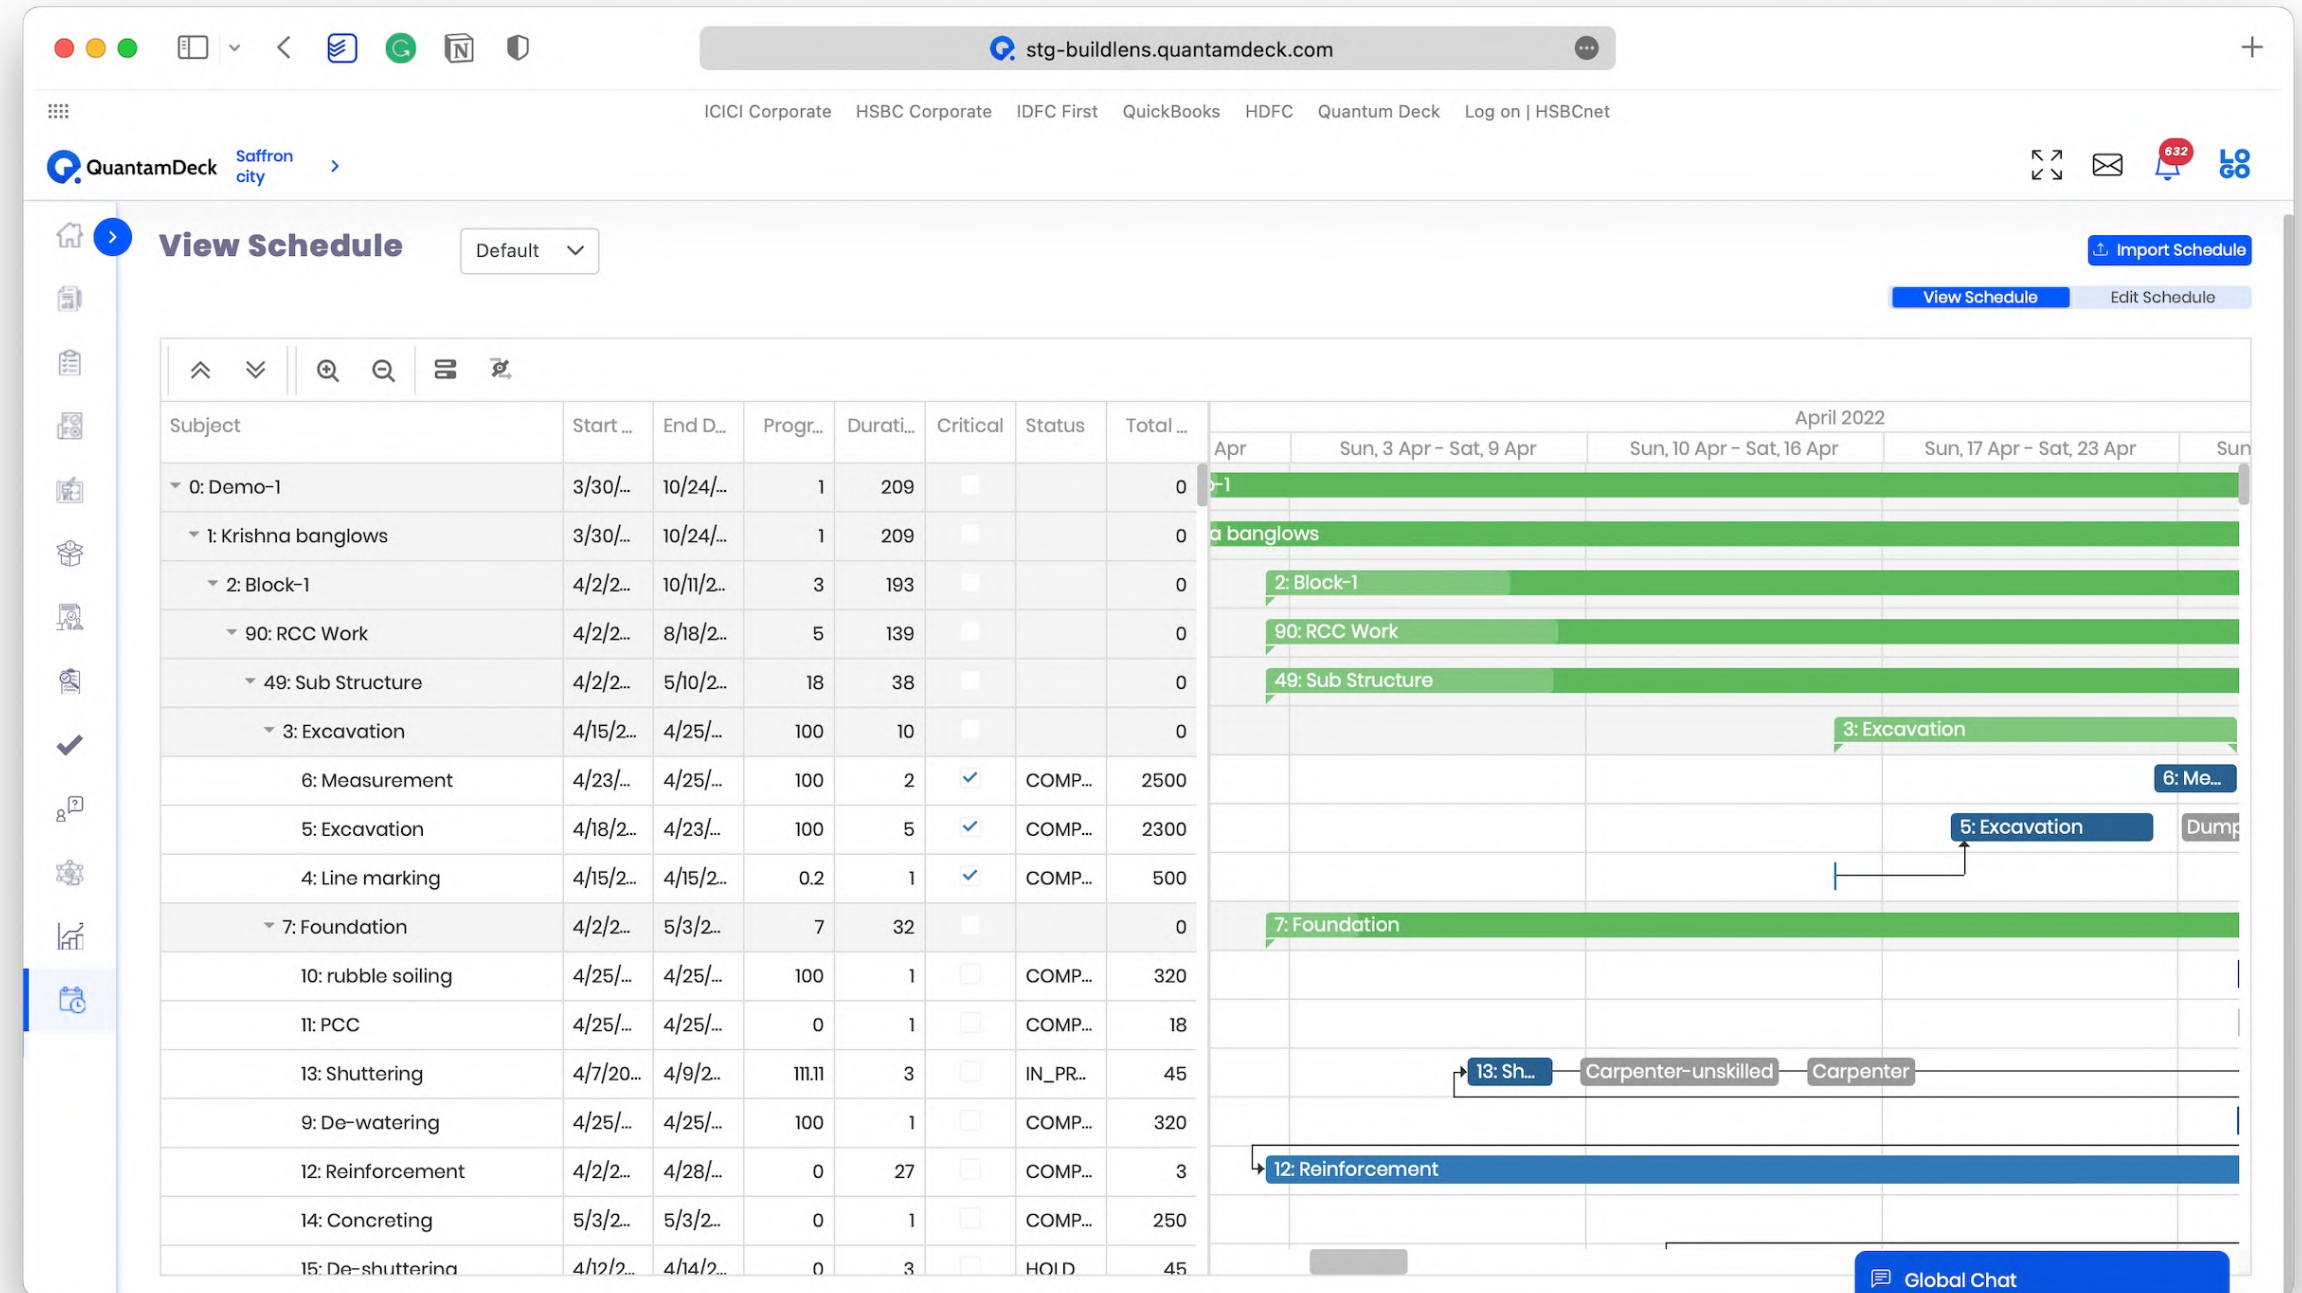 stg-buildlens.quantamdeck.com
ICICI Corporate HSBC Corporate IDFC First QuickBooks HDFC Quantum Deck Log on | HSBCnet
QuantamDeck Saffron city
632
LOGO
View Schedule Default
Import Schedule
View Schedule Edit Schedule
Subject Start ... End D... Progr... Durati... Critical Status Total ...
April 2022
Apr Sun, 3 Apr - Sat, 9 Apr Sun, 10 Apr - Sat, 16 Apr Sun, 17 Apr - Sat, 23 Apr Sun
0: Demo-1 3/30/... 10/24/... 1 209 0 -1
1: Krishna banglows 3/30/... 10/24/... 1 209 0 a banglows
2: Block-1 4/2/2... 10/11/2... 3 193 0 2: Block-1
90: RCC Work 4/2/2... 8/18/2... 5 139 0 90: RCC Work
49: Sub Structure 4/2/2... 5/10/2... 18 38 0 49: Sub Structure
3: Excavation 4/15/2... 4/25/... 100 10 0 3: Excavation
6: Measurement 4/23/... 4/25/... 100 2 COMP... 2500 6: Me...
5: Excavation 4/18/2... 4/23/... 100 5 COMP... 2300 5: Excavation Dump
4: Line marking 4/15/2... 4/15/2... 0.2 1 COMP... 500
7: Foundation 4/2/2... 5/3/2... 7 32 0 7: Foundation
10: rubble soiling 4/25/... 4/25/... 100 1 COMP... 320
11: PCC 4/25/... 4/25/... 0 1 COMP... 18
13: Shuttering 4/7/20... 4/9/2... 111.11 3 IN_PR... 45 13: Sh... Carpenter-unskilled Carpenter
9: De-watering 4/25/... 4/25/... 100 1 COMP... 320
12: Reinforcement 4/2/2... 4/28/... 0 27 COMP... 3 12: Reinforcement
14: Concreting 5/3/2... 5/3/2... 0 1 COMP... 250
15: De-shuttering 4/12/2... 4/14/2... 0 3 HOLD 45
Global Chat